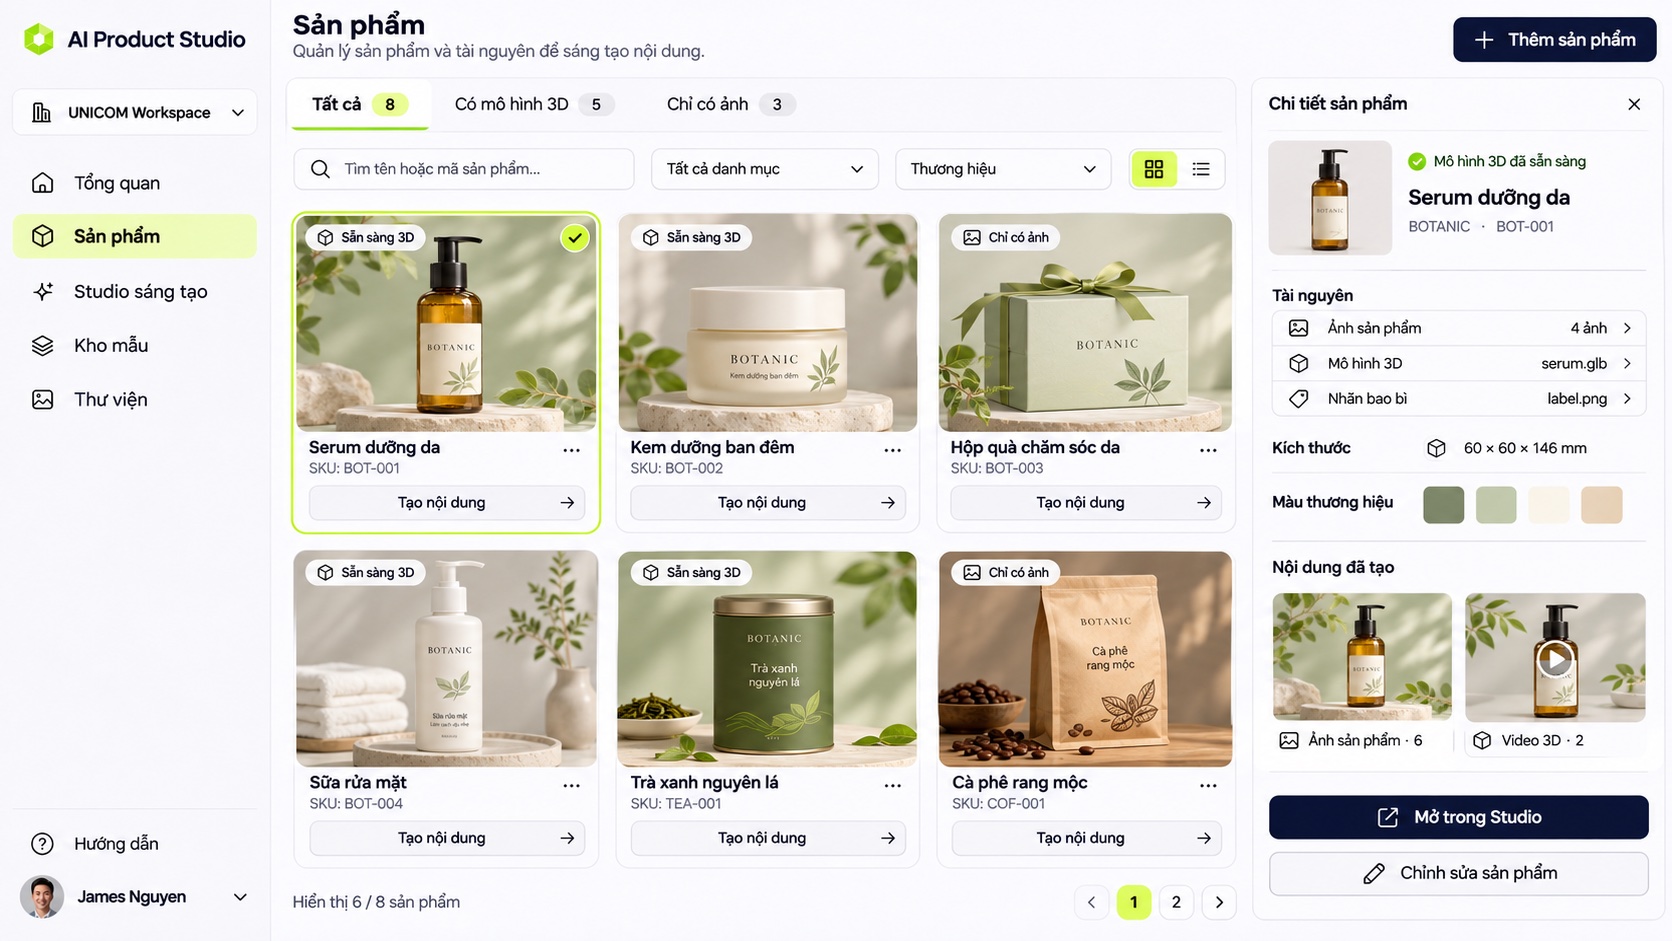 AI Product Studio
UNICOM Workspace
Tổng quan
Sản phẩm
Studio sáng tạo
Kho mẫu
Thư viện
Hướng dẫn
James Nguyen
Sản phẩm
Quản lý sản phẩm và tài nguyên để sáng tạo nội dung.
Thêm sản phẩm
Tất cả 8
Có mô hình 3D 5
Chỉ có ảnh 3
Tìm tên hoặc mã sản phẩm...
Tất cả danh mục
Thương hiệu
Sẵn sàng 3D
BOTANIC
Serum dưỡng da
SKU: BOT-001
Tạo nội dung
Sẵn sàng 3D
BOTANIC
Kem dưỡng ban đêm
Kem dưỡng ban đêm
SKU: BOT-002
Tạo nội dung
Chỉ có ảnh
BOTANIC
Hộp quà chăm sóc da
SKU: BOT-003
Tạo nội dung
Sẵn sàng 3D
BOTANIC
Sữa rửa mặt
Sữa rửa mặt
SKU: BOT-004
Tạo nội dung
Sẵn sàng 3D
BOTANIC
Trà xanh
nguyên lá
Trà xanh nguyên lá
SKU: TEA-001
Tạo nội dung
Chỉ có ảnh
BOTANIC
Cà phê
rang mộc
Cà phê rang mộc
SKU: COF-001
Tạo nội dung
Hiển thị 6 / 8 sản phẩm
1
2
Chi tiết sản phẩm
BOTANIC
Mô hình 3D đã sẵn sàng
Serum dưỡng da
BOTANIC · BOT-001
Tài nguyên
Ảnh sản phẩm 4 ảnh
Mô hình 3D serum.glb
Nhãn bao bì label.png
Kích thước 60 × 60 × 146 mm
Màu thương hiệu
Nội dung đã tạo
BOTANIC
Ảnh sản phẩm · 6
Video 3D · 2
Mở trong Studio
Chỉnh sửa sản phẩm